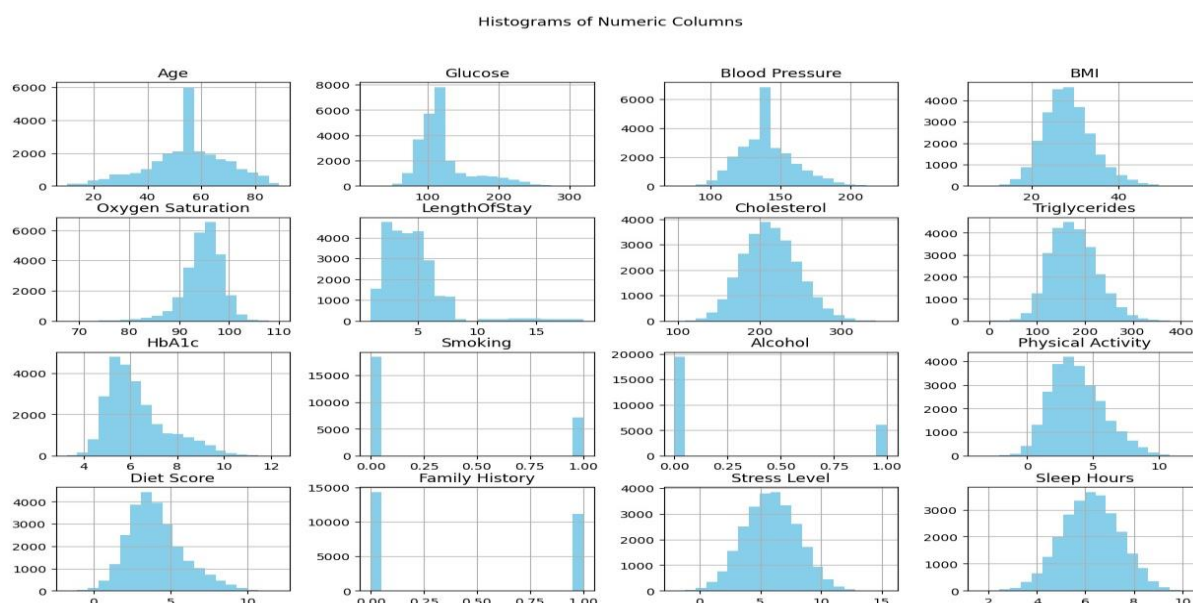 Histograms of Numeric Columns
Age Glucose Blood Pressure BMI
6000 8000 6000 4000
4000 6000 4000 3000
2000 4000 2000 2000
0 2000 0 1000
0 0
20 40 60 80 100 200 300 100 150 200 20 40
Oxygen Saturation LengthOfStay Cholesterol Triglycerides
6000 4000 4000 4000
4000 3000 3000 3000
2000 2000 2000 2000
0 1000 1000 1000
0 0 0
70 80 90 100 110 5 10 15 100 200 300 0 100 200 300 400
HbA1c Smoking Alcohol Physical Activity
4000 15000 20000 4000
2000 10000 15000 3000
0 5000 10000 2000
0 5000 1000
0 0
4 6 8 10 12 0.00 0.25 0.50 0.75 1.00 0.00 0.25 0.50 0.75 1.00 0 5 10
Diet Score Family History Stress Level Sleep Hours
4000 15000 4000 3000
3000 10000 3000 2000
2000 5000 2000 1000
1000 0 1000 0
0 0
0 5 10 0.00 0.25 0.50 0.75 1.00 0 5 10 15 2 4 6 8 10